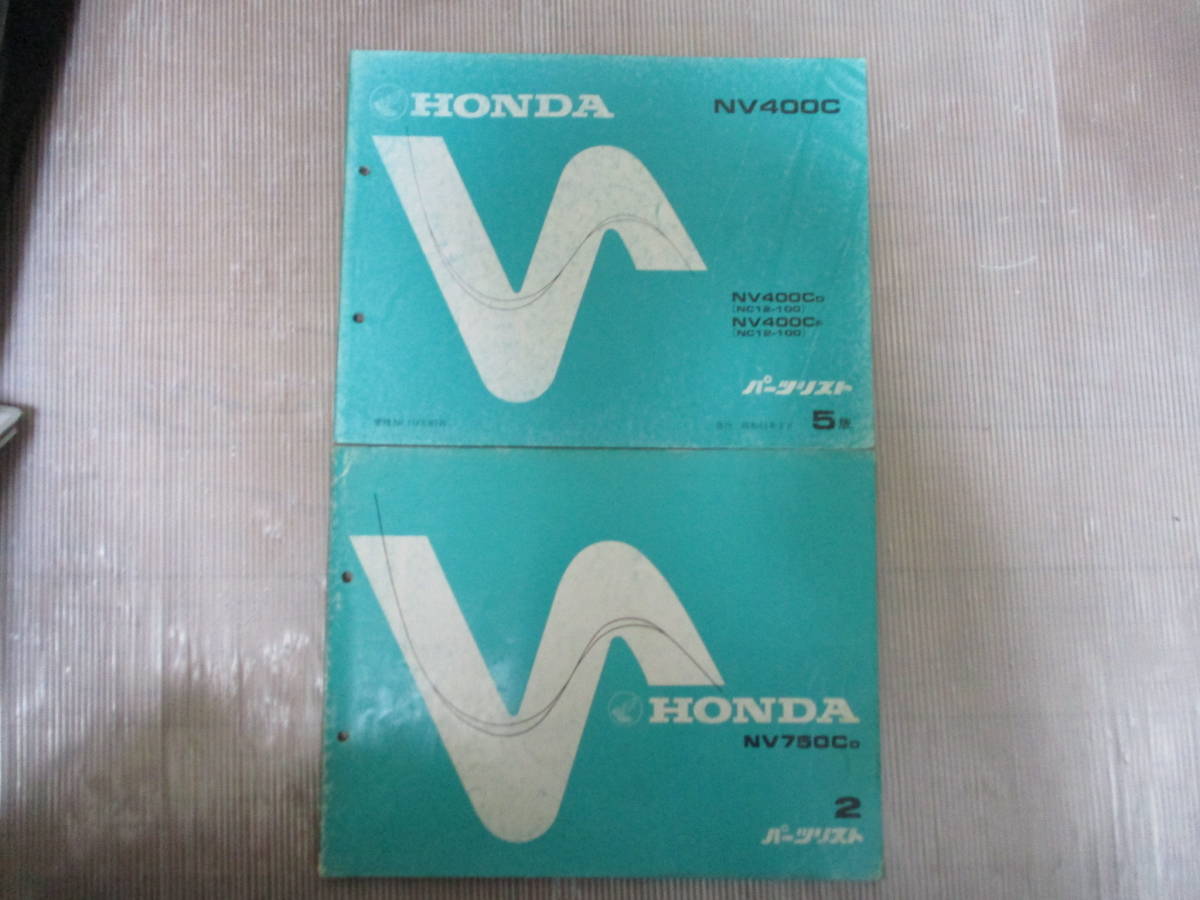 HONDA
NV400C
NV400CD
(NC12-100)
NV400CF
(NC12-100)
パーツリスト
5版
HONDA
NV750CD
2
パーツリスト